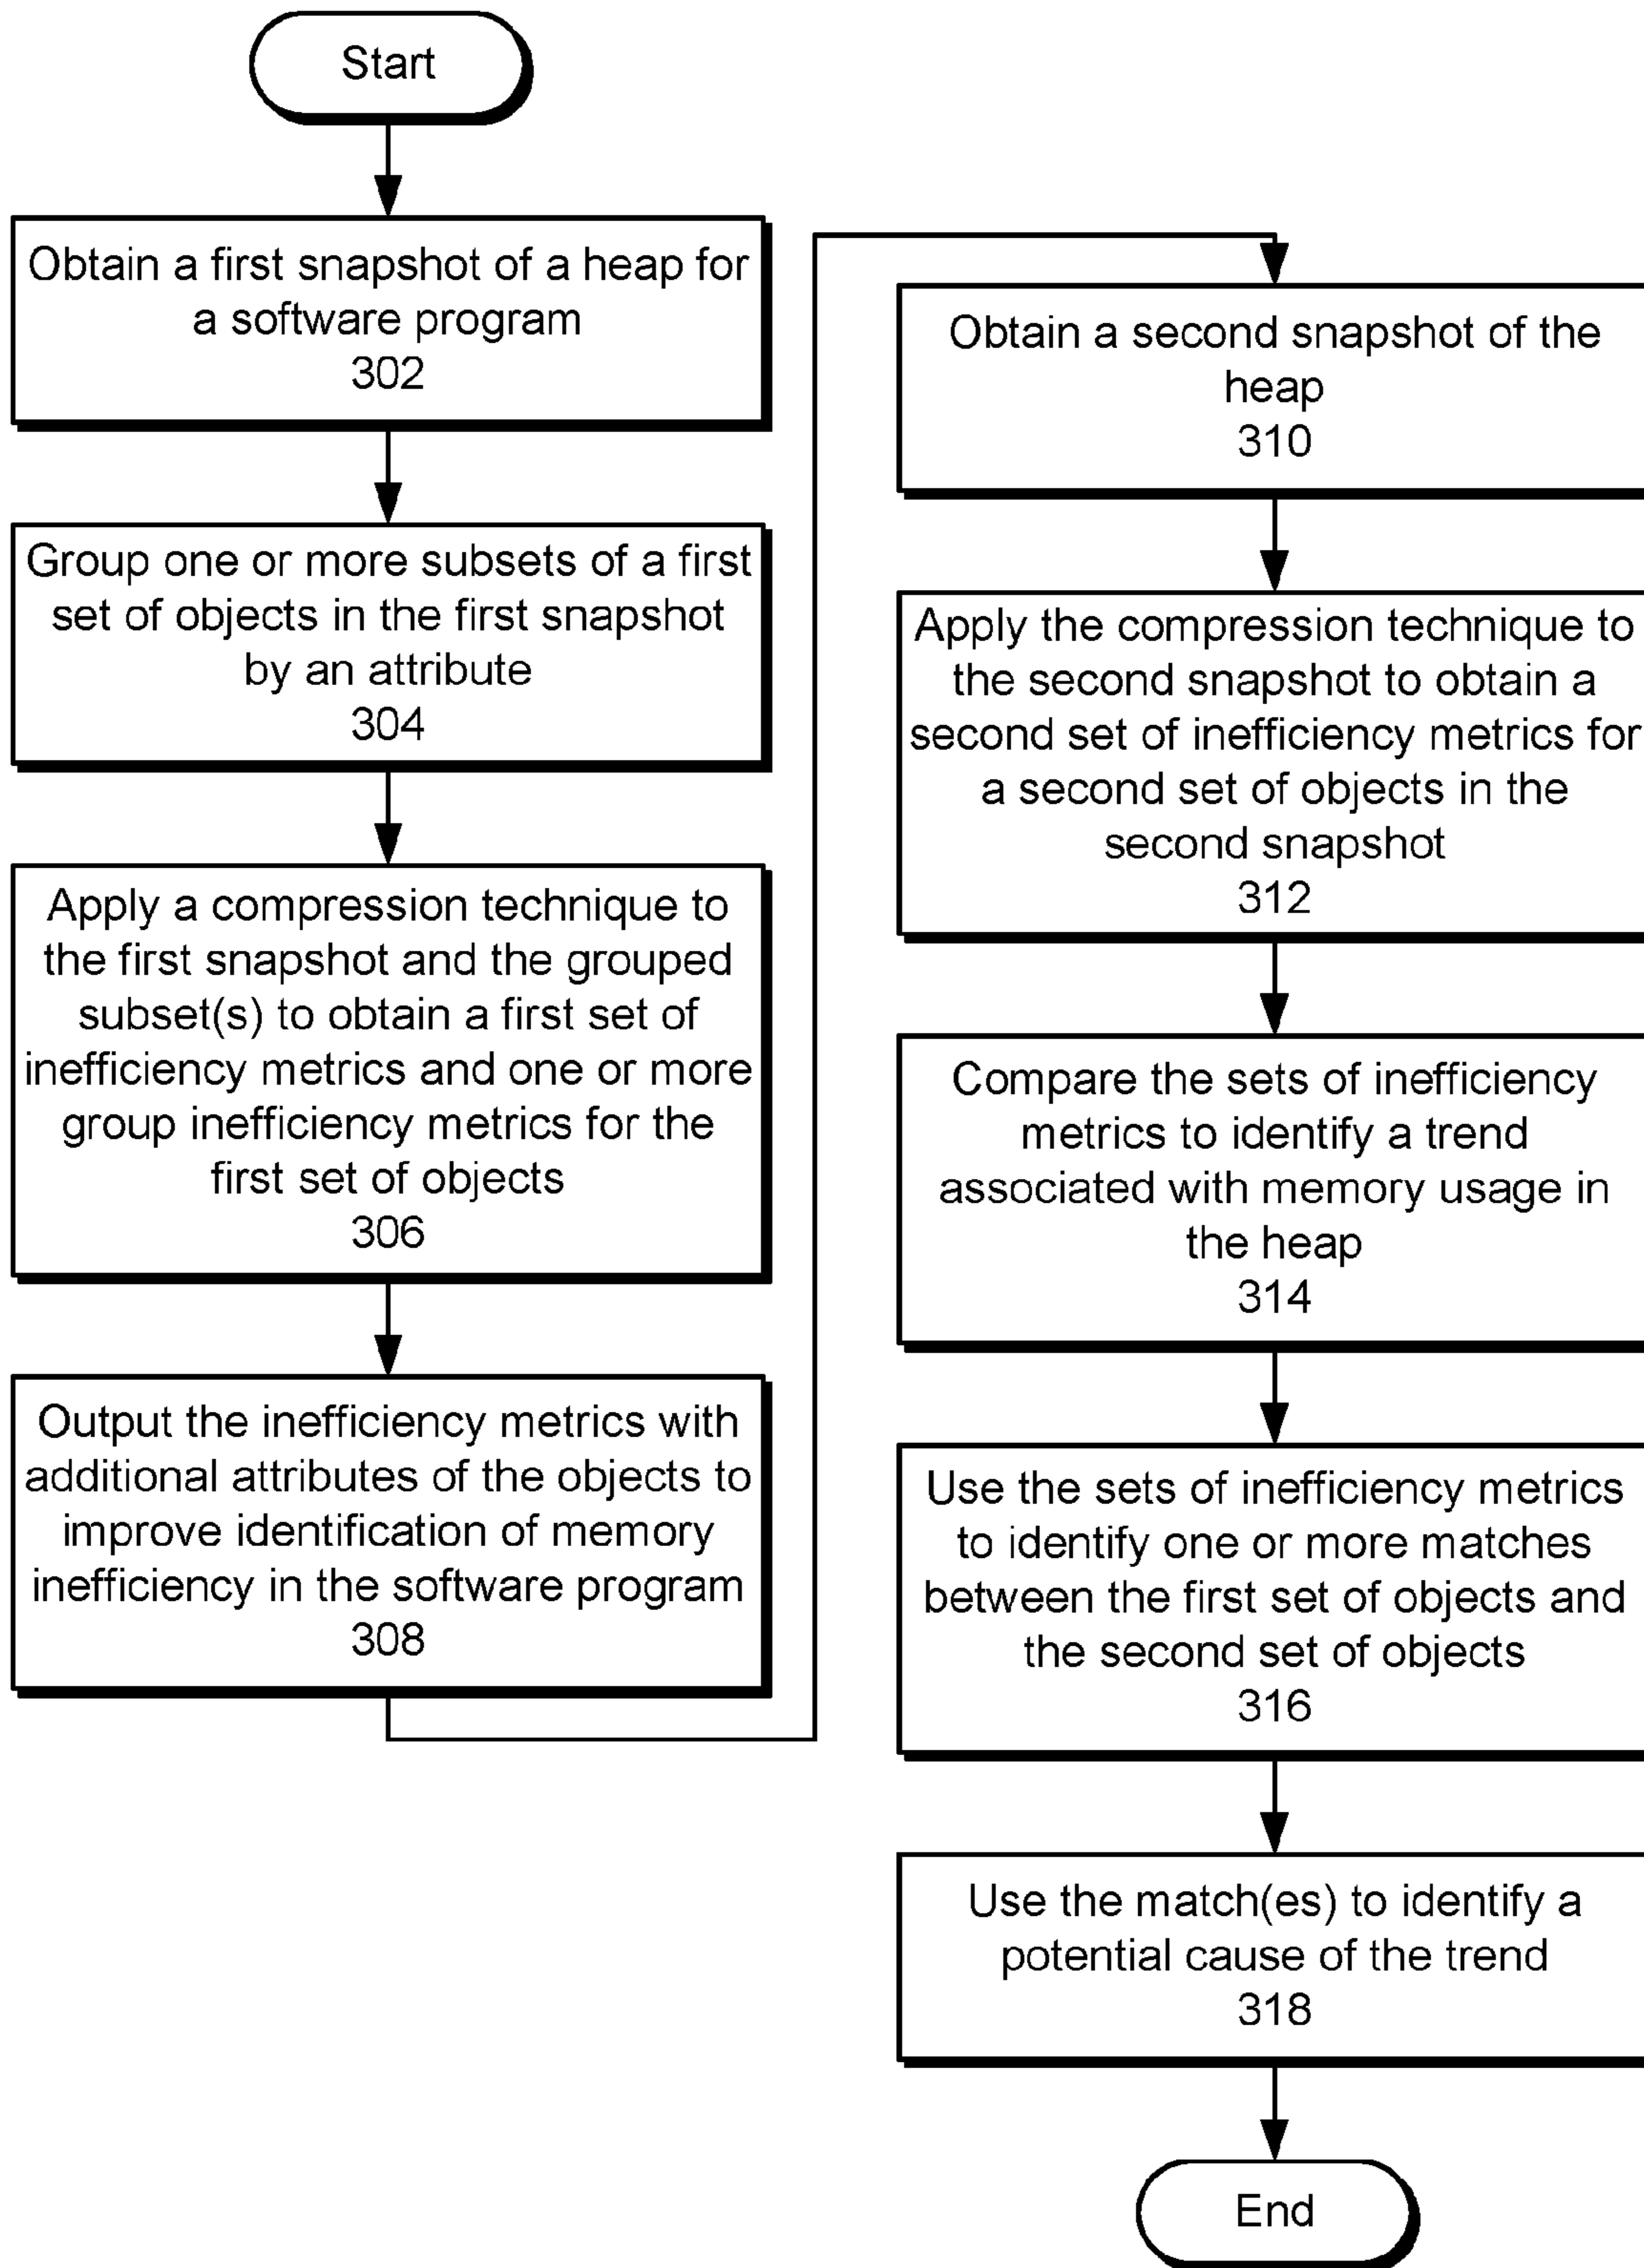 Start
Obtain a first snapshot of a heap for
a software program
302
Group one or more subsets of a first
set of objects in the first snapshot
by an attribute
304
Apply a compression technique to
the first snapshot and the grouped
subset(s) to obtain a first set of
inefficiency metrics and one or more
group inefficiency metrics for the
first set of objects
306
Output the inefficiency metrics with
additional attributes of the objects to
improve identification of memory
inefficiency in the software program
308
Obtain a second snapshot of the
heap
310
Apply the compression technique to
the second snapshot to obtain a
second set of inefficiency metrics for
a second set of objects in the
second snapshot
312
Compare the sets of inefficiency
metrics to identify a trend
associated with memory usage in
the heap
314
Use the sets of inefficiency metrics
to identify one or more matches
between the first set of objects and
the second set of objects
316
Use the match(es) to identify a
potential cause of the trend
318
End